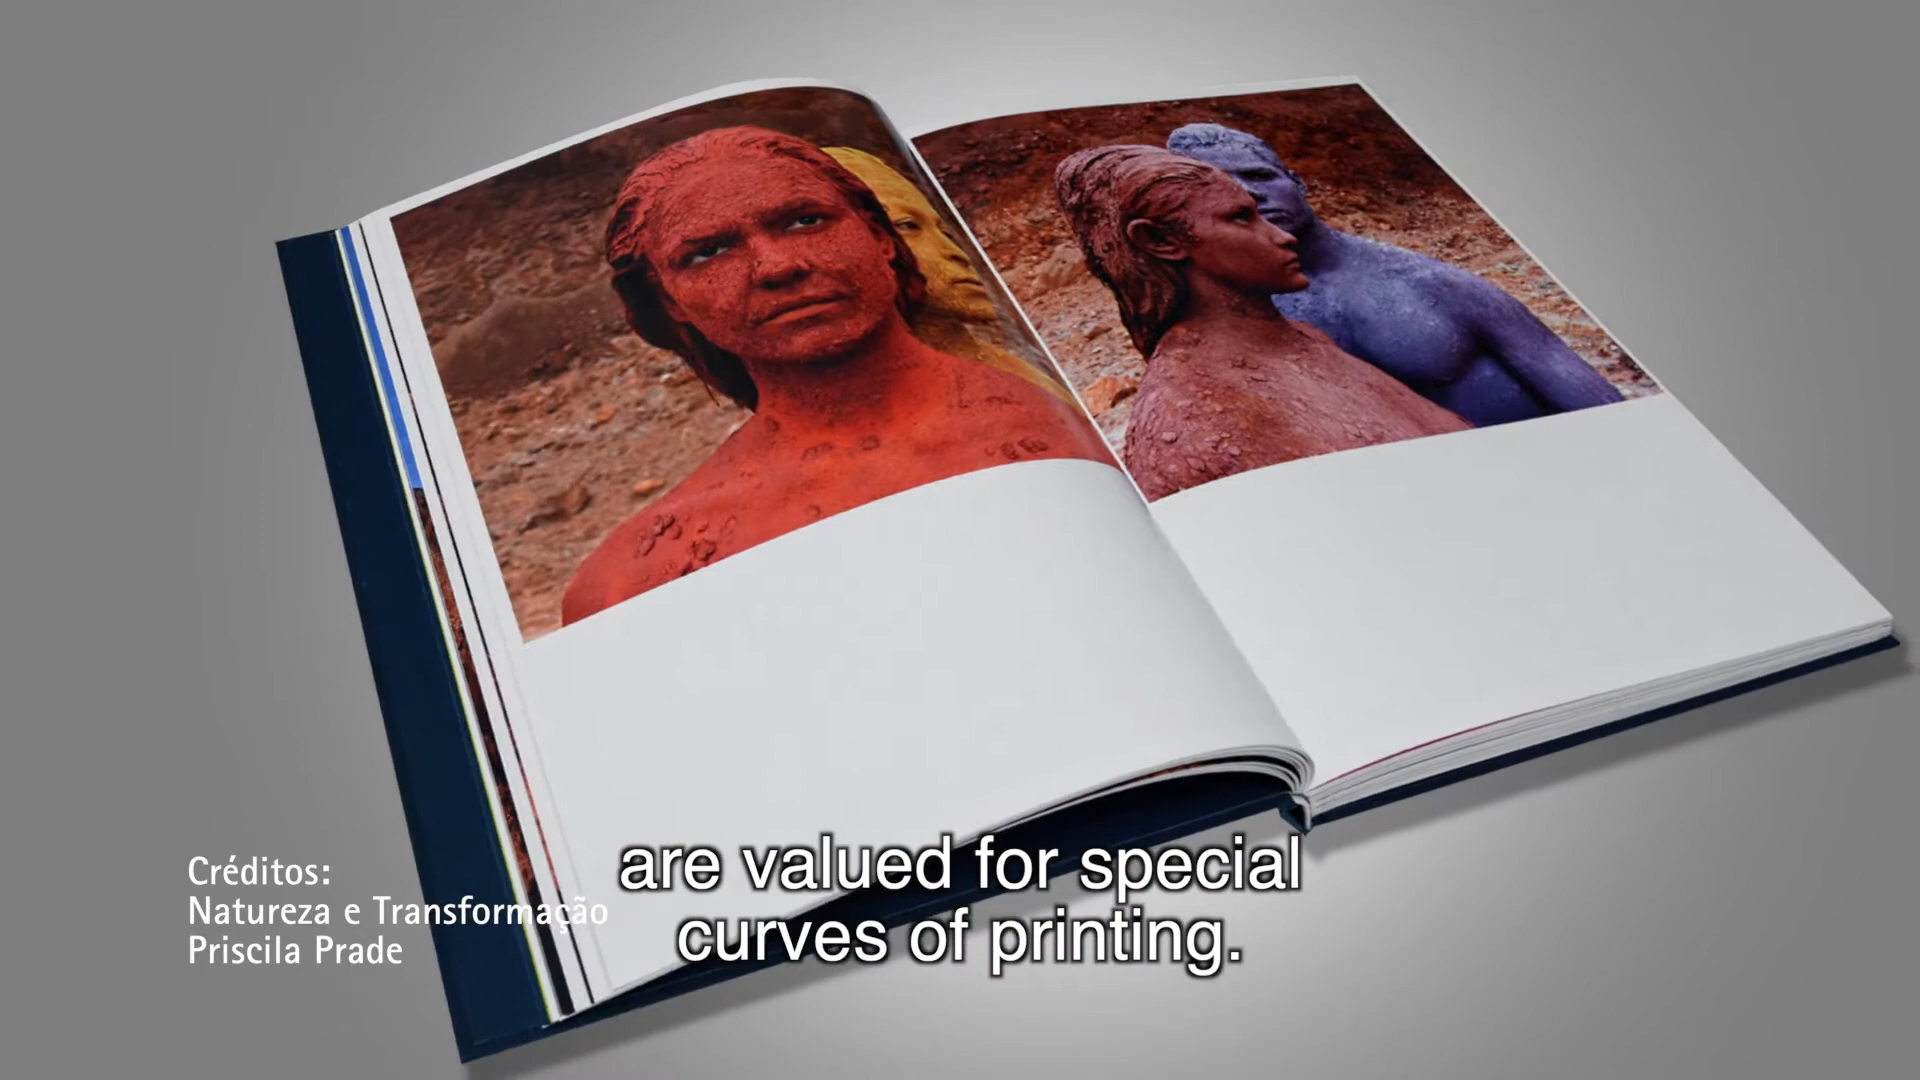 Créditos:
Natureza e Transformação
Priscila Prade
are valued for special
curves of printing.